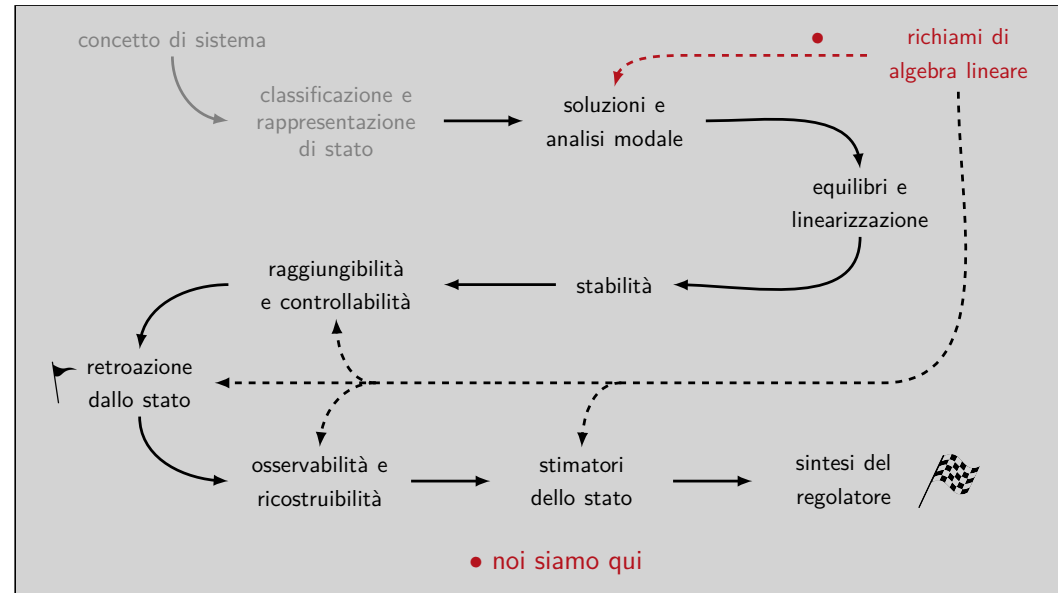 concetto di sistema
richiami di
algebra lineare
classificazione e
rappresentazione
di stato
soluzioni e
analisi modale
equilibri e
linearizzazione
raggiungibilità
e controllabilità
stabilità
retroazione
dallo stato
osservabilità e
ricostruibilità
stimatori
dello stato
sintesi del
regolatore
• noi siamo qui